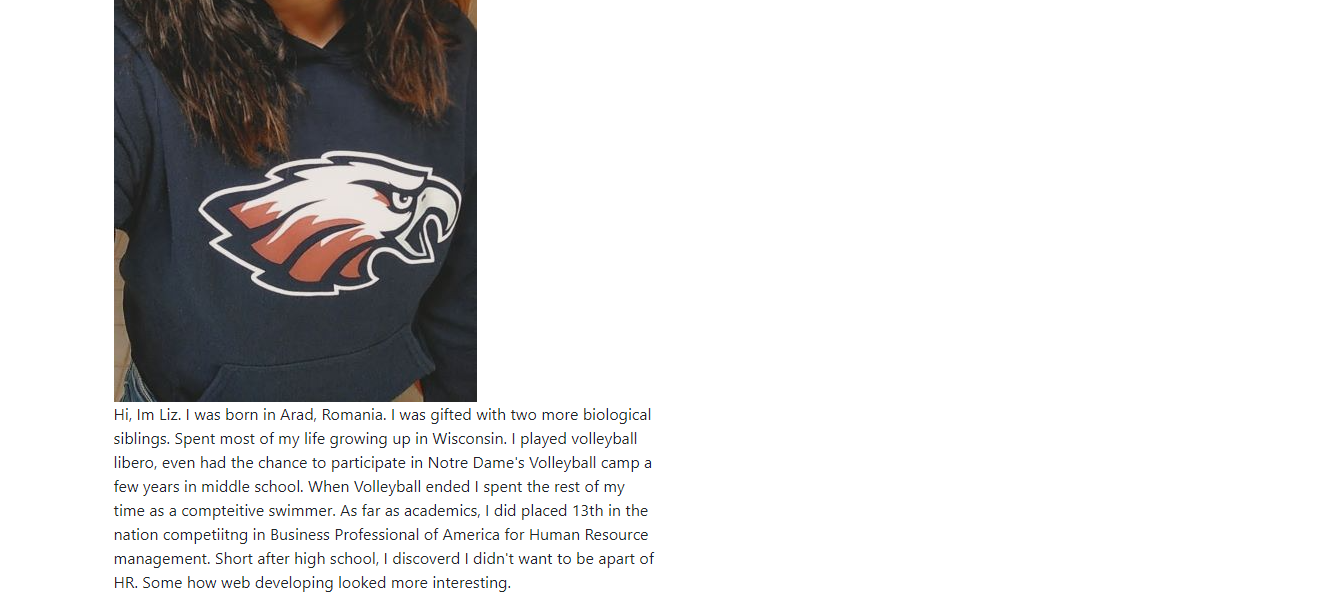 Hi, Im Liz. I was born in Arad, Romania. I was gifted with two more biological
siblings. Spent most of my life growing up in Wisconsin. I played volleyball
libero, even had the chance to participate in Notre Dame's Volleyball camp a
few years in middle school. When Volleyball ended I spent the rest of my
time as a compteitive swimmer. As far as academics, I did placed 13th in the
nation competiitng in Business Professional of America for Human Resource
management. Short after high school, I discoverd I didn't want to be apart of
HR. Some how web developing looked more interesting.